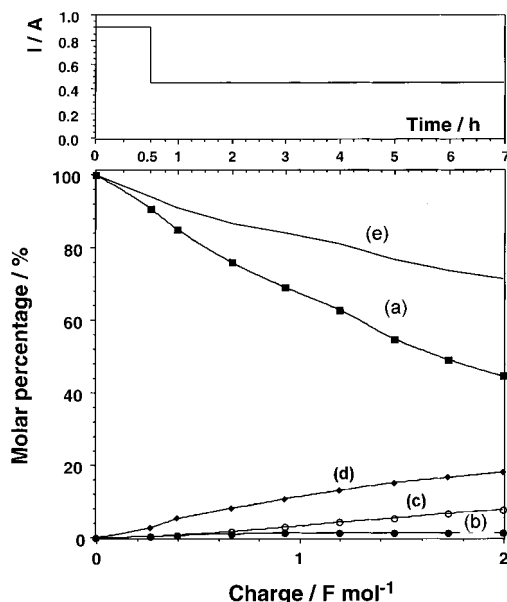 I / A
1.0
0.8
0.6
0.4
0.2
0.0
Time / h
0 0.5 1 2 3 4 5 6 7
Molar percentage / %
100
80
60
40
20
0
(e)
(a)
(d)
(c)
(b)
0 1 2
Charge / F mol⁻¹